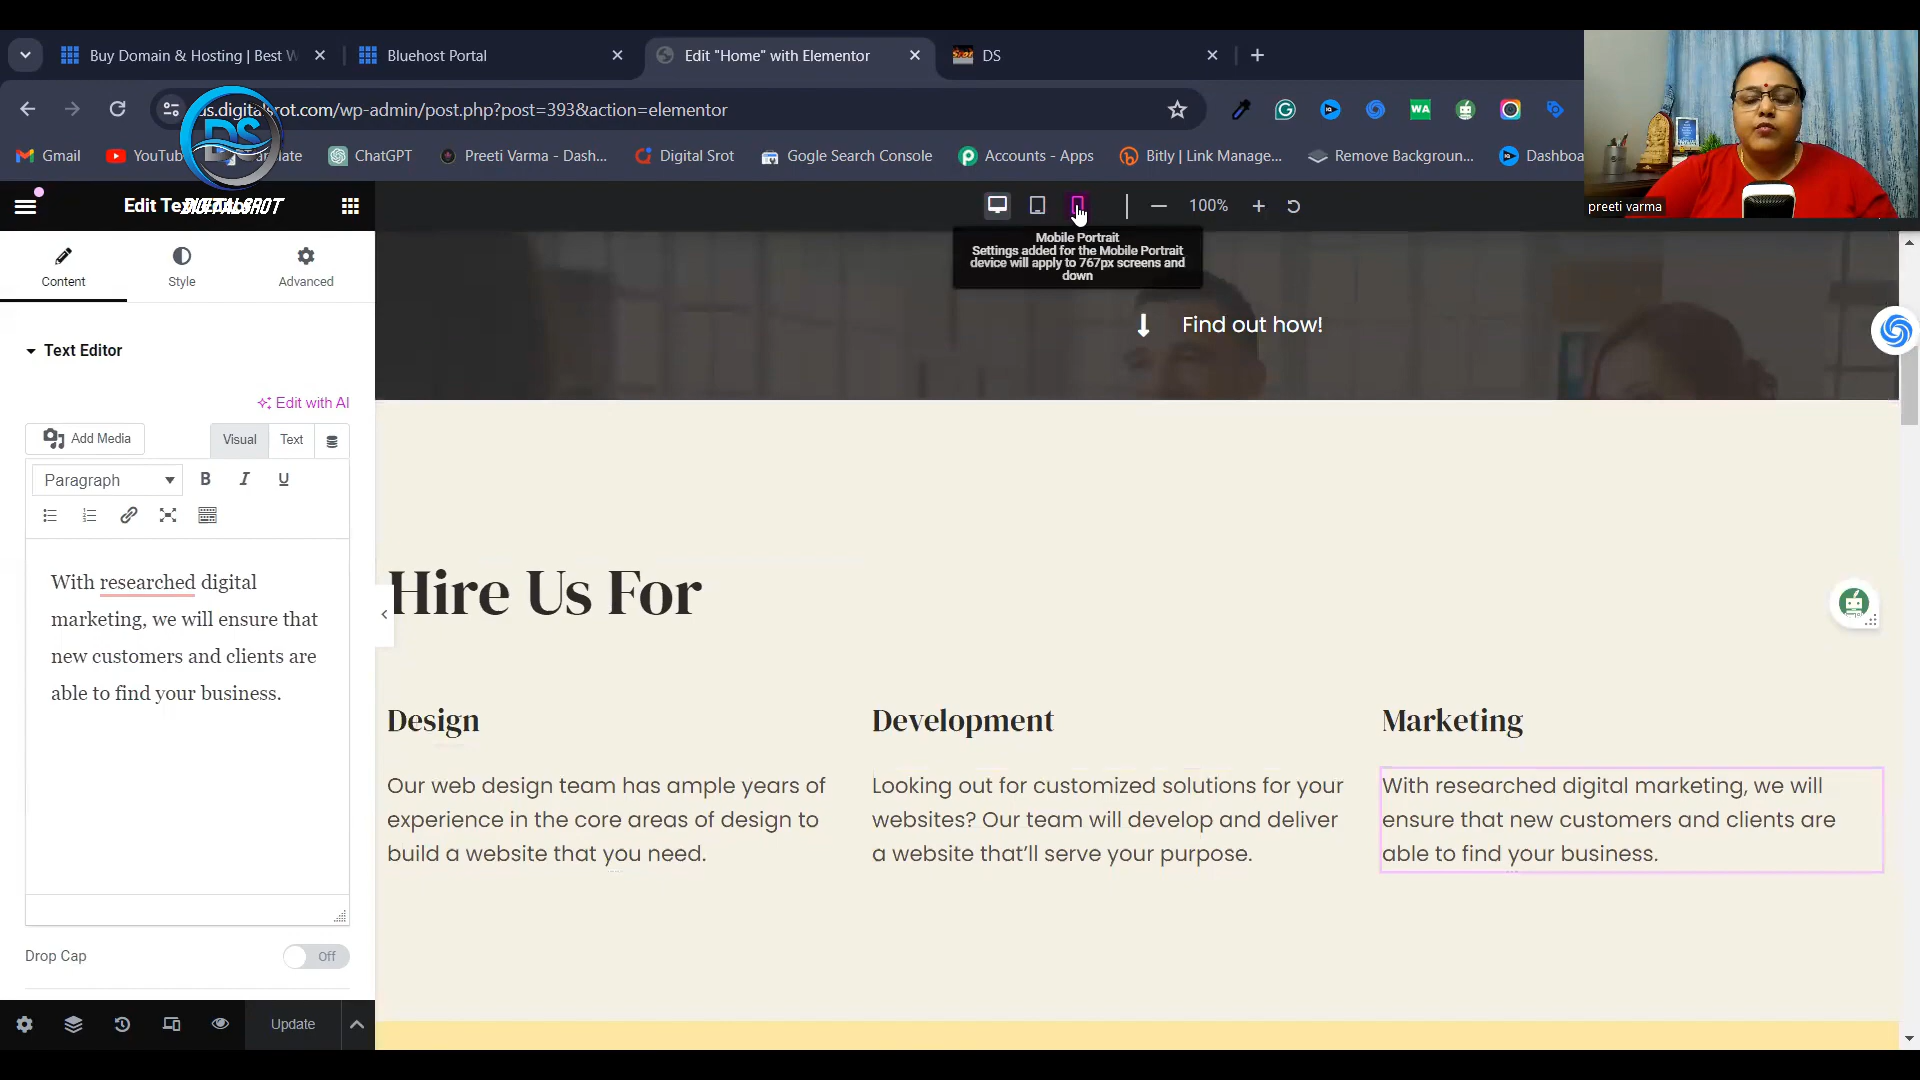 Buy Domain & Hosting | Best W
Bluehost Portal
Edit "Home" with Elementor
DS
ds.digitalsrot.com/wp-admin/post.php?post=393&action=elementor
DS
DIGITALSROT
Gmail
YouTub
Translate
ChatGPT
Preeti Varma - Dash...
Digital Srot
Gogle Search Console
Accounts - Apps
Bitly | Link Manage...
Remove Backgroun...
Dashboa
WA
preeti varma
100%
Mobile Portrait
Settings added for the Mobile Portrait
device will apply to 767px screens and
down
Content
Style
Advanced
Text Editor
Edit with AI
Add Media
Visual
Text
Paragraph
B
I
U
With researched digital
marketing, we will ensure that
new customers and clients are
able to find your business.
Drop Cap
Off
Update
Find out how!
Hire Us For
Design
Our web design team has ample years of
experience in the core areas of design to
build a website that you need.
Development
Looking out for customized solutions for your
websites? Our team will develop and deliver
a website that’ll serve your purpose.
Marketing
With researched digital marketing, we will
ensure that new customers and clients are
able to find your business.